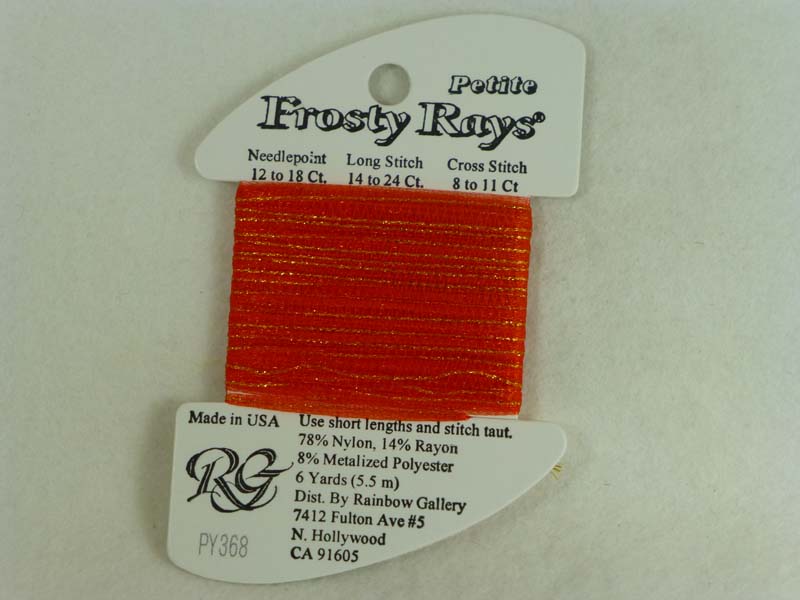 Petite
Frosty Rays®
Needlepoint Long Stitch Cross Stitch
12 to 18 Ct. 14 to 24 Ct. 8 to 11 Ct
Made in USA Use short lengths and stitch taut.
78% Nylon, 14% Rayon
8% Metalized Polyester
RG 6 Yards (5.5 m)
Dist. By Rainbow Gallery
7412 Fulton Ave #5
PY368 N. Hollywood
CA 91605